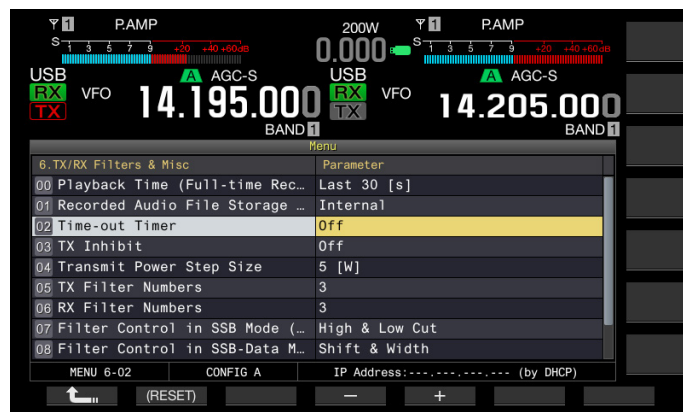 1 P.AMP 200W 1 P.AMP
S 1 3 5 7 9 +20 +40 +60dB 0.000 S 1 3 5 7 9 +20 +40 +60dB
USB A AGC-S USB A AGC-S
RX VFO 14.195.000 RX VFO 14.205.000
TX BAND 1 TX BAND 1
Menu
6.TX/RX Filters & Misc Parameter
00 Playback Time (Full-time Rec… Last 30 [s]
01 Recorded Audio File Storage … Internal
02 Time-out Timer Off
03 TX Inhibit Off
04 Transmit Power Step Size 5 [W]
05 TX Filter Numbers 3
06 RX Filter Numbers 3
07 Filter Control in SSB Mode (… High & Low Cut
08 Filter Control in SSB-Data M… Shift & Width
MENU 6-02 CONFIG A IP Address:---.---.---.--- (by DHCP)
(RESET) − +